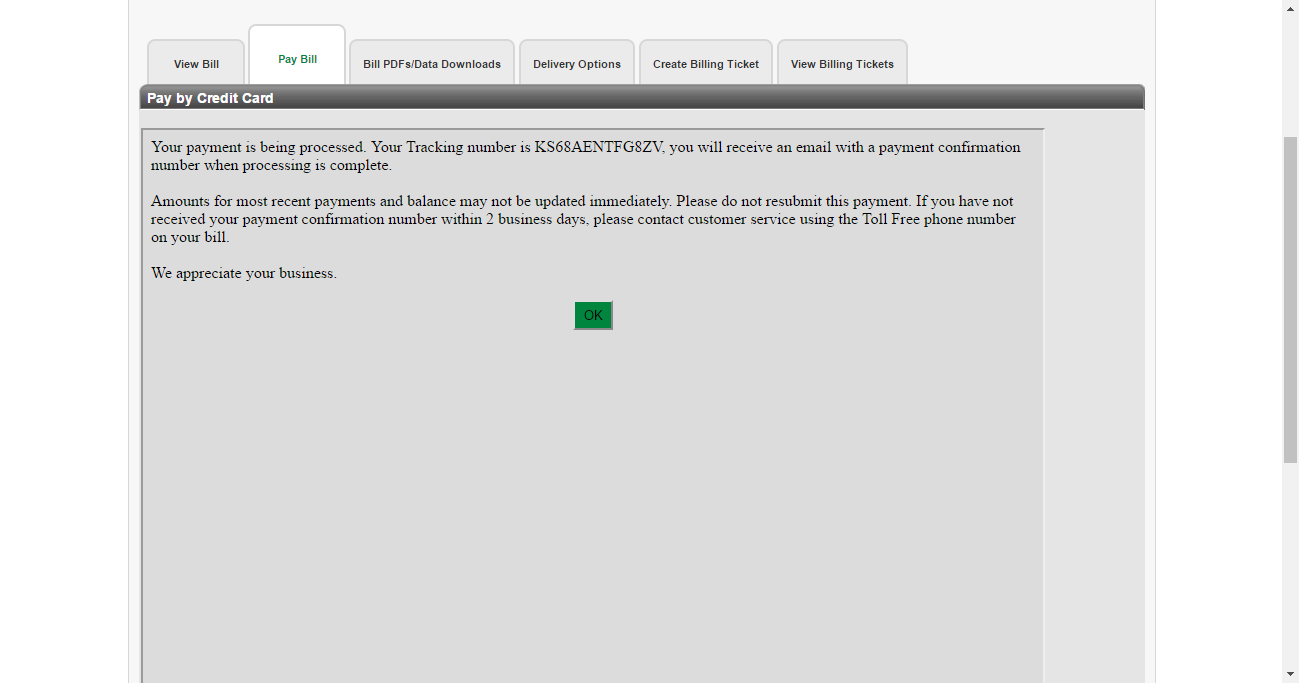 View Bill
Pay Bill
Bill PDFs/Data Downloads
Delivery Options
Create Billing Ticket
View Billing Tickets
Pay by Credit Card
Your payment is being processed. Your Tracking number is KS68AENTFG8ZV, you will receive an email with a payment confirmation
number when processing is complete.
Amounts for most recent payments and balance may not be updated immediately. Please do not resubmit this payment. If you have not
received your payment confirmation number within 2 business days, please contact customer service using the Toll Free phone number
on your bill.
We appreciate your business.
OK